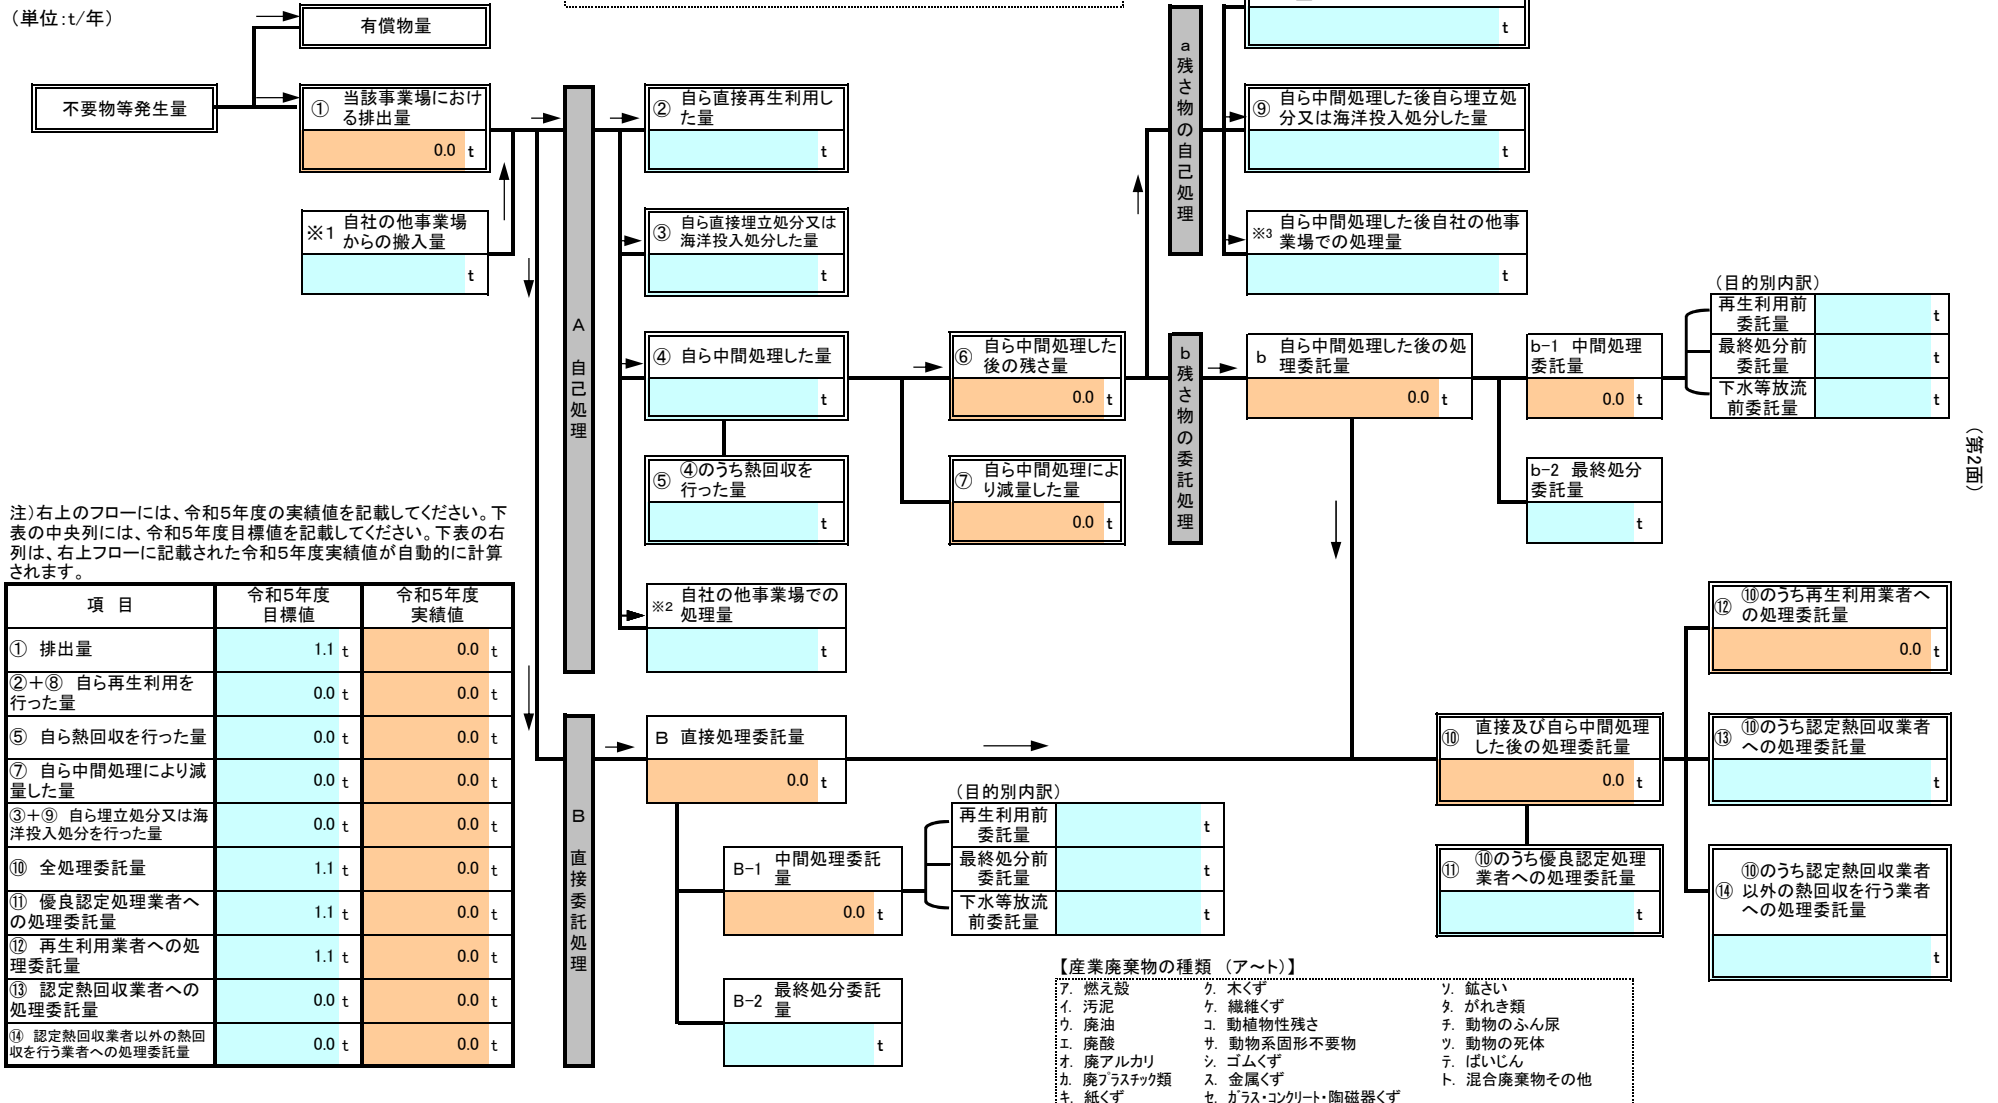 (単位:t/年)
有償物量
不要物等発生量
① 当該事業場におけ
る排出量
0.0 t
※1 自社の他事業場
からの搬入量
t
A 自己処理
② 自ら直接再生利用し
た量
t
③ 自ら直接埋立処分又は
海洋投入処分した量
t
④ 自ら中間処理した量
t
⑤ ④のうち熱回収を
行った量
t
※2 自社の他事業場での
処理量
t
⑥ 自ら中間処理した
後の残さ量
0.0 t
⑦ 自ら中間処理によ
り減量した量
0.0 t
a残さ物の自己処理
t
⑨ 自ら中間処理した後自ら埋立処
分又は海洋投入処分した量
t
※3 自ら中間処理した後自社の他事
業場での処理量
t
b残さ物の委託処理
b 自ら中間処理した後の処
理委託量
0.0 t
b-1 中間処理
委託量
0.0 t
b-2 最終処分
委託量
t
(目的別内訳)
再生利用前
委託量 t
最終処分前
委託量 t
下水等放流
前委託量 t
(第2面)
注)右上のフローには、令和5年度の実績値を記載してください。下
表の中央列には、令和5年度目標値を記載してください。下表の右
列は、右上フローに記載された令和5年度実績値が自動的に計算
されます。
項 目 令和5年度 令和5年度
目標値 実績値
① 排出量 1.1 t 0.0 t
②+⑧ 自ら再生利用を
行った量 0.0 t 0.0 t
⑤ 自ら熱回収を行った量 0.0 t 0.0 t
⑦ 自ら中間処理により減
量した量 0.0 t 0.0 t
③+⑨ 自ら埋立処分又は海
洋投入処分を行った量 0.0 t 0.0 t
⑩ 全処理委託量 1.1 t 0.0 t
⑪ 優良認定処理業者へ
の処理委託量 1.1 t 0.0 t
⑫ 再生利用業者への処
理委託量 1.1 t 0.0 t
⑬ 認定熱回収業者への
処理委託量 0.0 t 0.0 t
⑭ 認定熱回収業者以外の熱回
収を行う業者への処理委託量 0.0 t 0.0 t
B 直接委託処理
B 直接処理委託量
0.0 t
B-1 中間処理委託
量
0.0 t
B-2 最終処分委託
量
t
(目的別内訳)
再生利用前
委託量 t
最終処分前
委託量 t
下水等放流
前委託量 t
⑩ 直接及び自ら中間処理
した後の処理委託量
0.0 t
⑪ ⑩のうち優良認定処理
業者への処理委託量
t
⑫ ⑩のうち再生利用業者へ
の処理委託量
0.0 t
⑬ ⑩のうち認定熱回収業者
への処理委託量
t
⑭ ⑩のうち認定熱回収業者
以外の熱回収を行う業者
への処理委託量
t
【産業廃棄物の種類 (ア~ト)】
ア. 燃え殻 ク. 木くず ソ. 鉱さい
イ. 汚泥 ケ. 繊維くず タ. がれき類
ウ. 廃油 コ. 動植物性残さ チ. 動物のふん尿
エ. 廃酸 サ. 動物系固形不要物 ツ. 動物の死体
オ. 廃アルカリ シ. ゴムくず テ. ばいじん
カ. 廃プラスチック類 ス. 金属くず ト. 混合廃棄物その他
キ. 紙くず セ. ガラス・コンクリート・陶磁器くず